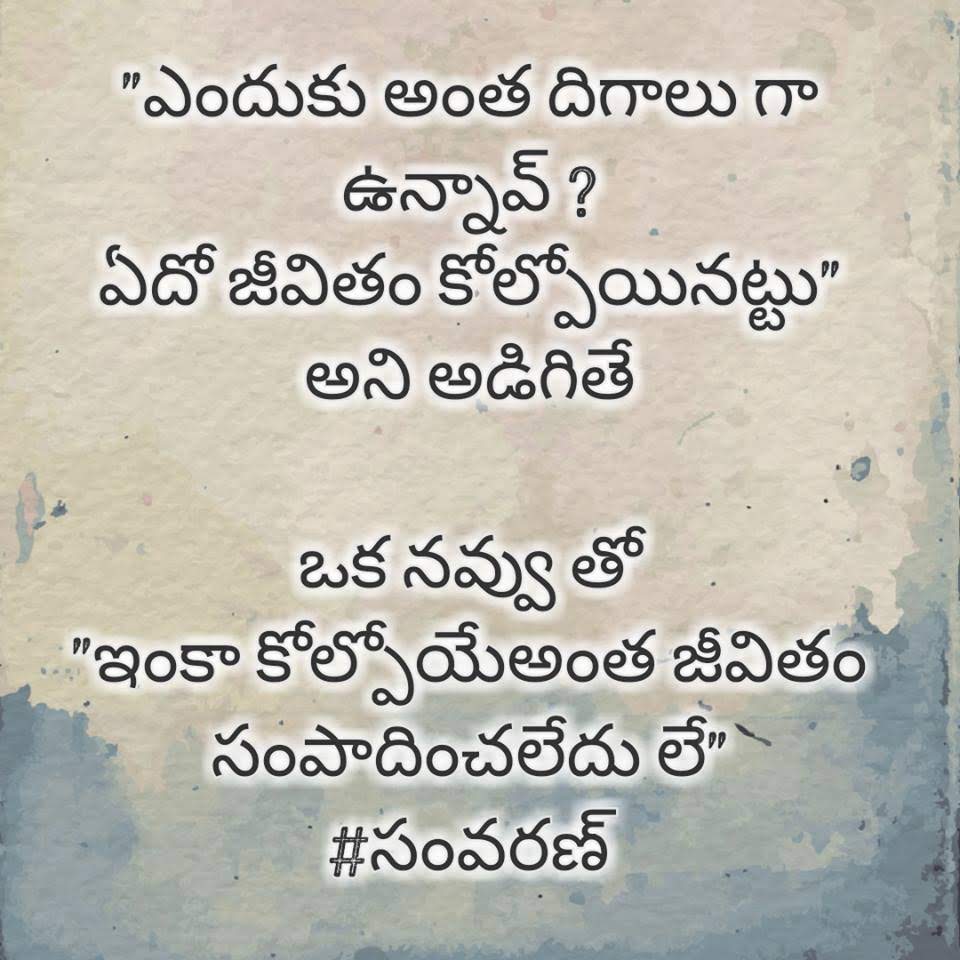 "ఎందుకు అంత దిగాలు గా
ఉన్నావ్ ?
ఏదో జీవితం కోల్పోయినట్టు"
అని అడిగితే
ఒక నవ్వు తో
"ఇంకా కోల్పోయేఅంత జీవితం
సంపాదించలేదు లే"
#సంవరణ్